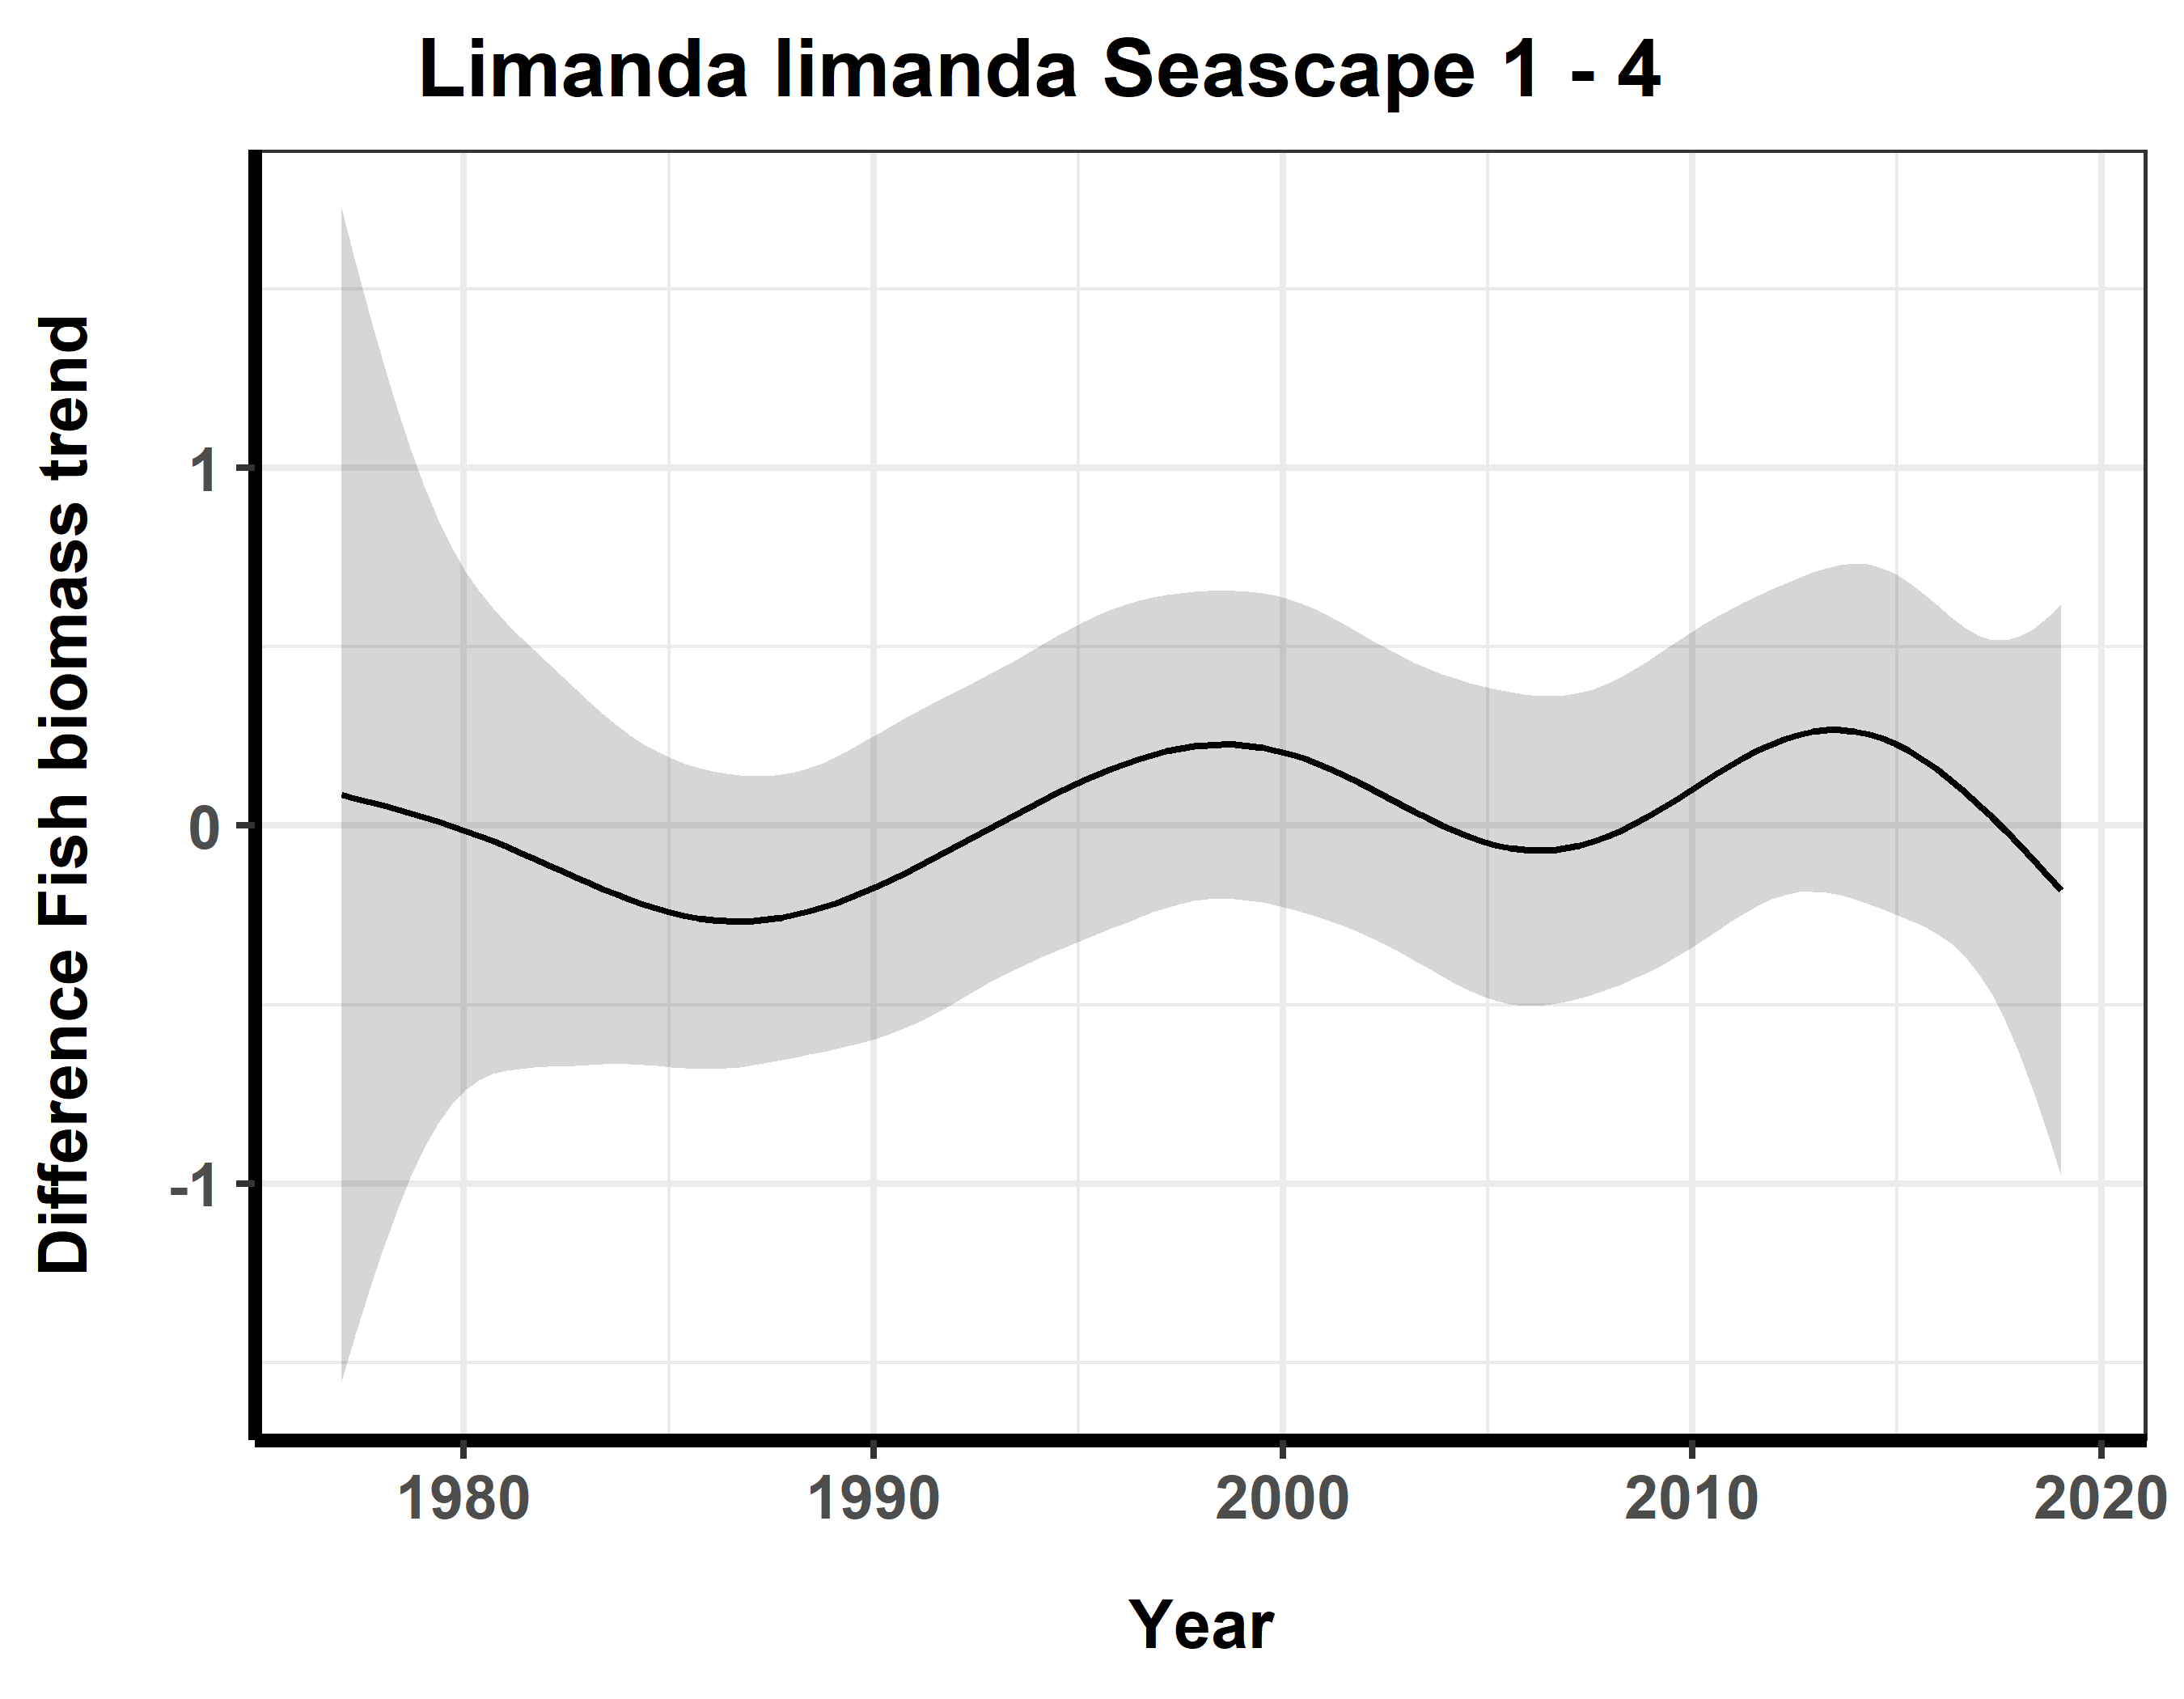 Limanda limanda Seascape 1 - 4
Difference Fish biomass trend
1
0
-1
1980 1990 2000 2010 2020
Year